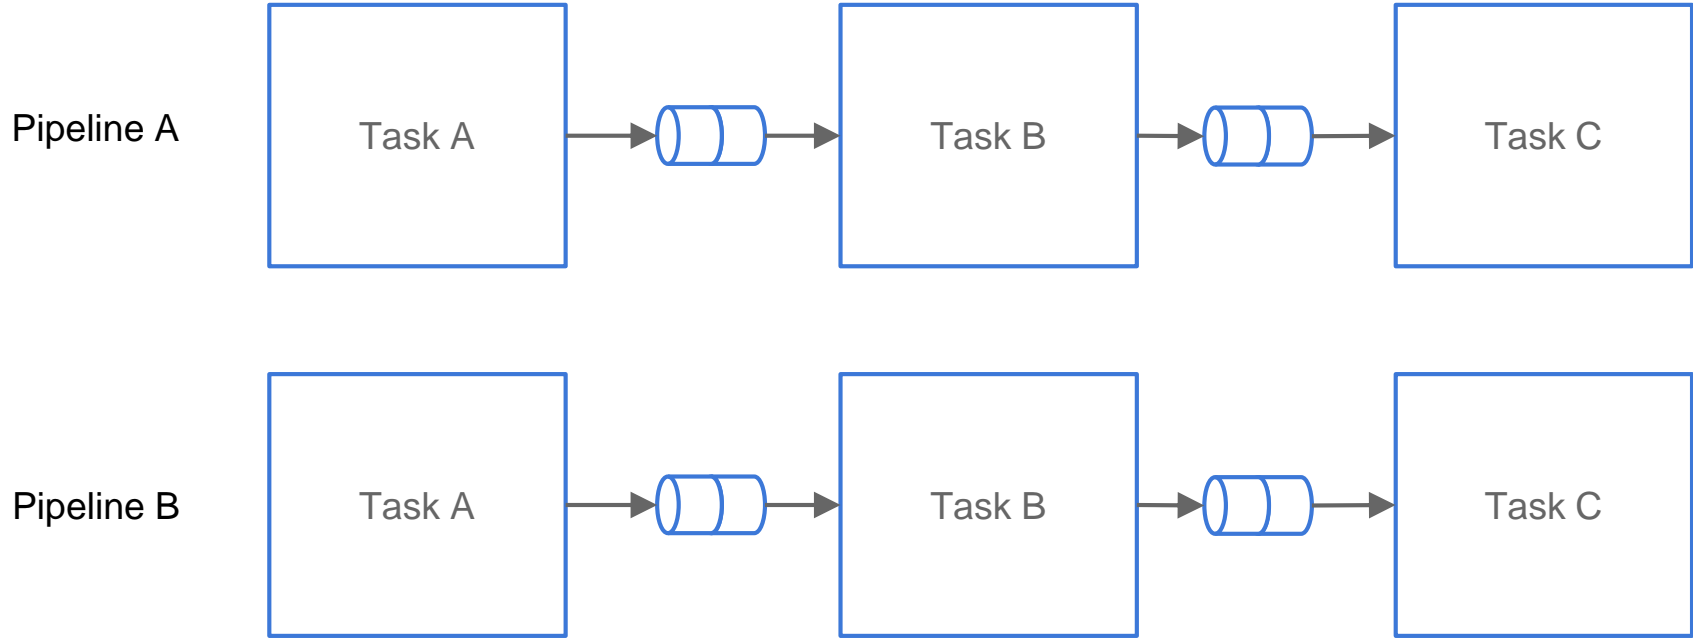 Pipeline A
Task A
Task B
Task C
Pipeline B
Task A
Task B
Task C